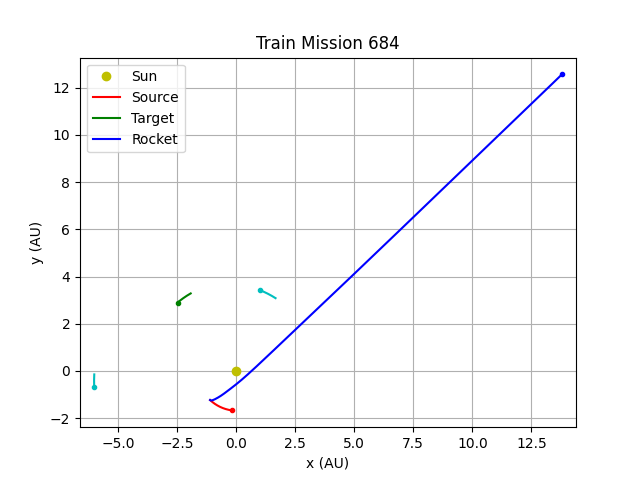 Train Mission 684
Sun
Source
Target
Rocket
12
10
8
6
4
2
0
−2
y (AU)
−5.0 −2.5 0.0 2.5 5.0 7.5 10.0 12.5
x (AU)